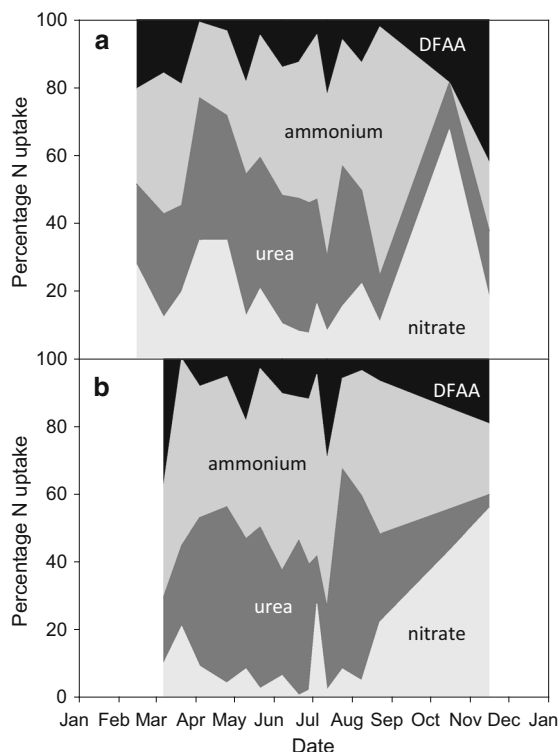 a
DFAA
ammonium
urea
nitrate
100
80
60
40
20
Percentage N uptake
b
DFAA
ammonium
urea
nitrate
100
80
60
40
20
0
Percentage N uptake
Jan Feb Mar Apr May Jun Jul Aug Sep Oct Nov Dec Jan
Date